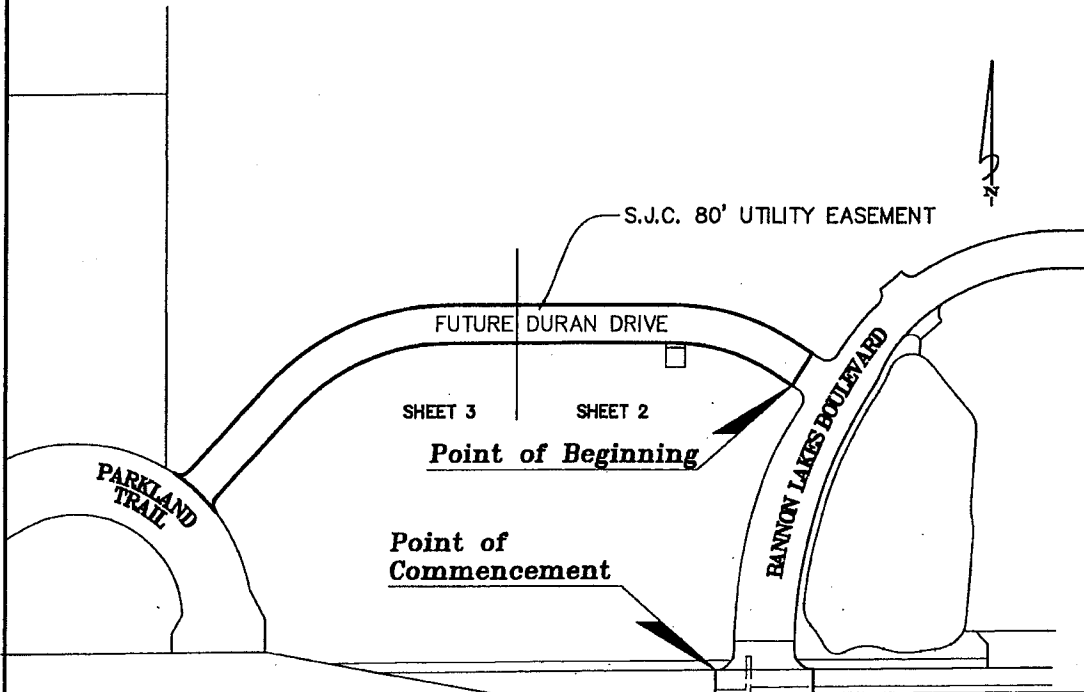 S.J.C. 80' UTILITY EASEMENT
FUTURE DURAN DRIVE
SHEET 3
SHEET 2
Point of Beginning
PARKLAND
TRAIL
BANNON LAKES BOULEVARD
Point of
Commencement
N